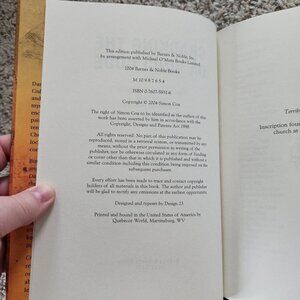 This edition published by Barnes & Noble, Inc.,
by arrangement with Michael O'Mara Books Limited
2004 Barnes & Noble Books
M 10 9 8 7 6 5 4
ISBN 0-7607-5931-6
Copyright © 2004 Simon Cox
The right of Simon Cox to be identified as the author of this
work has been asserted by him in accordance with the
Copyright, Designs and Patents Act 1988.
All rights reserved. No part of this publication may be
reproduced, stored in a retrieval system, or transmitted by any
means, without the prior permission in writing of the
publisher, nor be otherwise circulated in any form of binding
or cover other than that in which it is published and without
a similar condition including this condition being imposed on the
subsequent purchaser.
Every effort has been made to trace and contact copyright
holders of all materials in this book. The author and publisher
will be glad to rectify any omissions at the earliest opportunity.
Designed and typeset by Design 23
Printed and bound in the United States of America by
Quebecor World, Martinsburg, WV
Inscription foun
church at